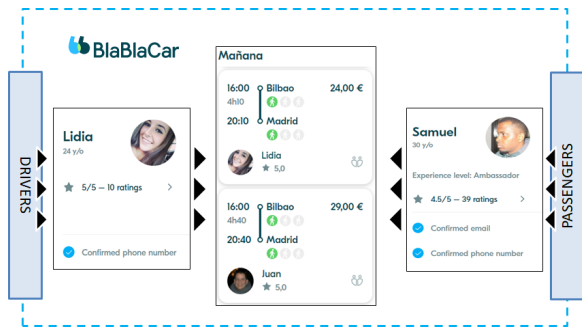 BlaBlaCar
DRIVERS
Lidia
24 y/o
5/5 – 10 ratings
Confirmed phone number
Mañana
16:00 Bilbao 24,00 €
4h10
20:10 Madrid
Lidia
5,0
16:00 Bilbao 29,00 €
4h40
20:40 Madrid
Juan
5,0
Samuel
30 y/o
Experience level: Ambassador
4.5/5 – 39 ratings
Confirmed email
Confirmed phone number
PASSENGERS